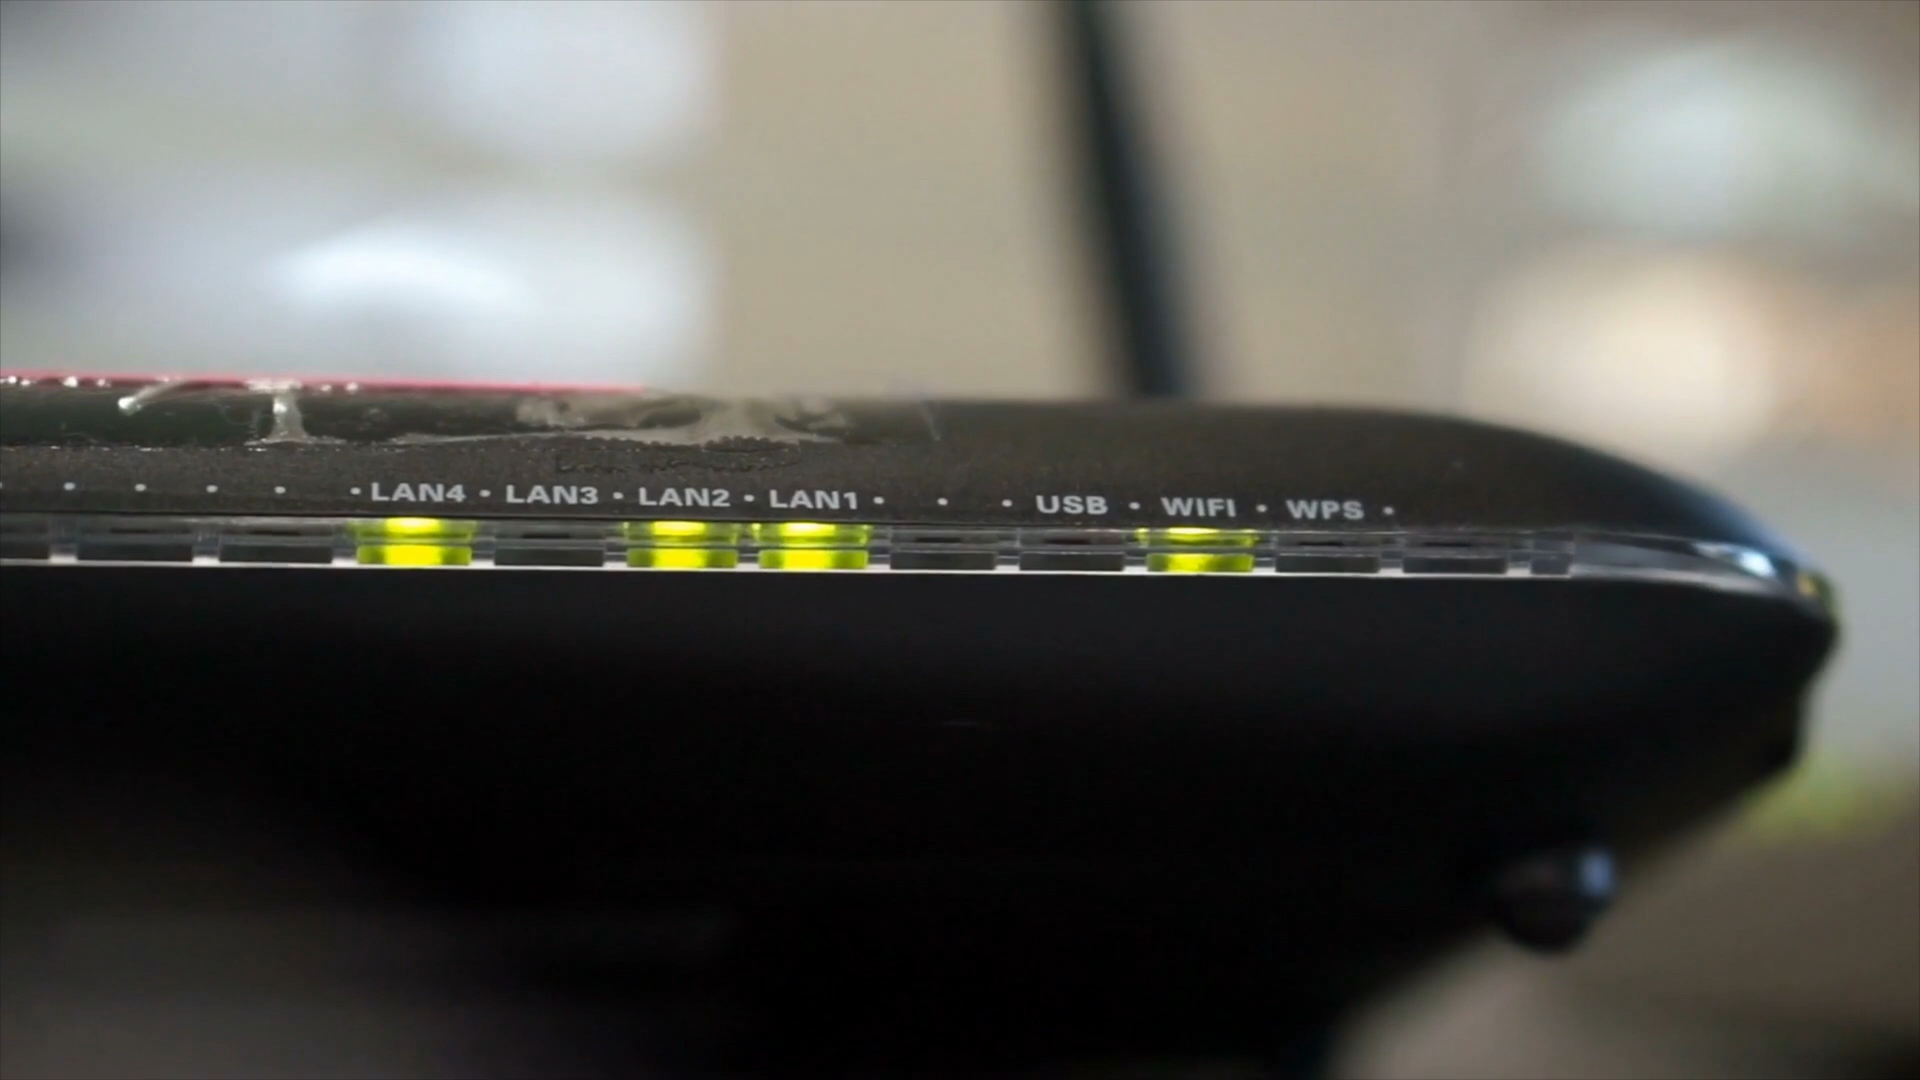 • LAN4 • LAN3 • LAN2 • LAN1 • • • USB • WIFI • WPS •